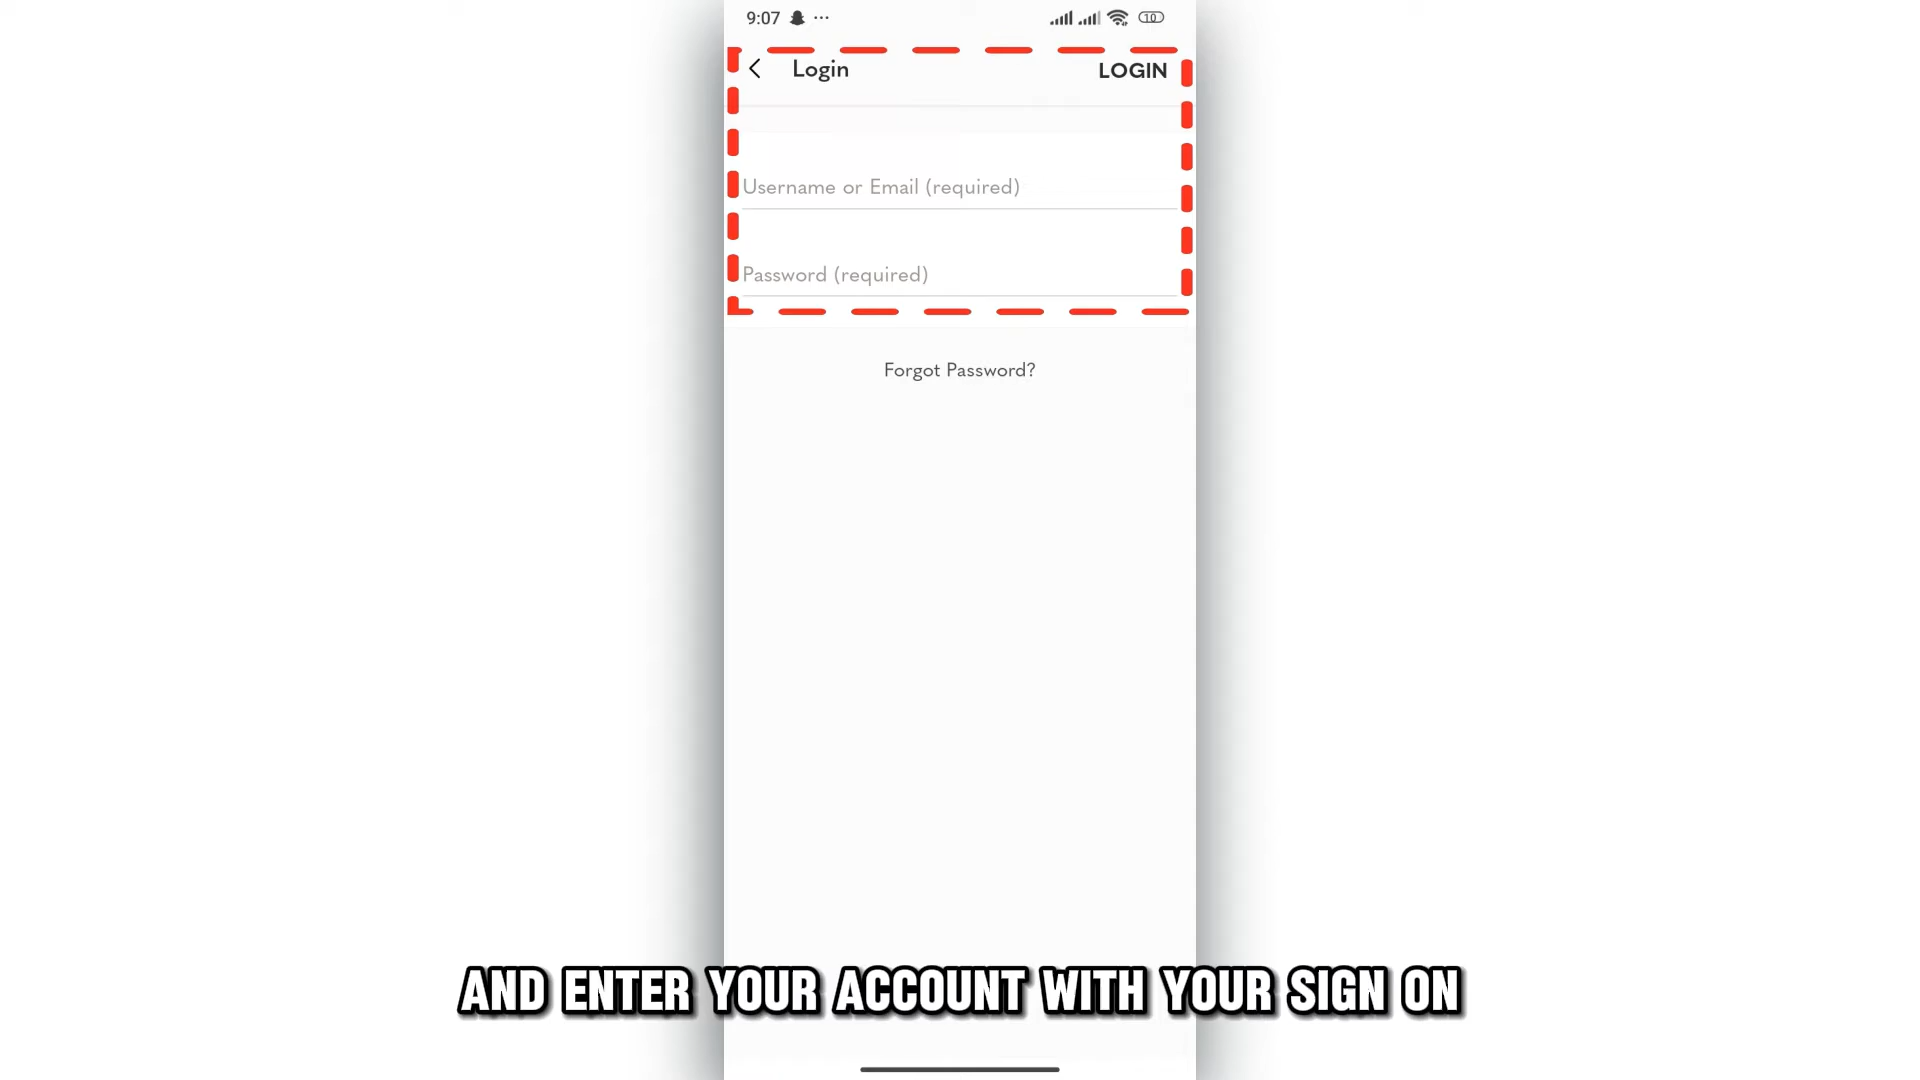 9:07 ... 10
Login LOGIN
Username or Email (required)
Password (required)
Forgot Password?
AND ENTER YOUR ACCOUNT WITH YOUR SIGN ON